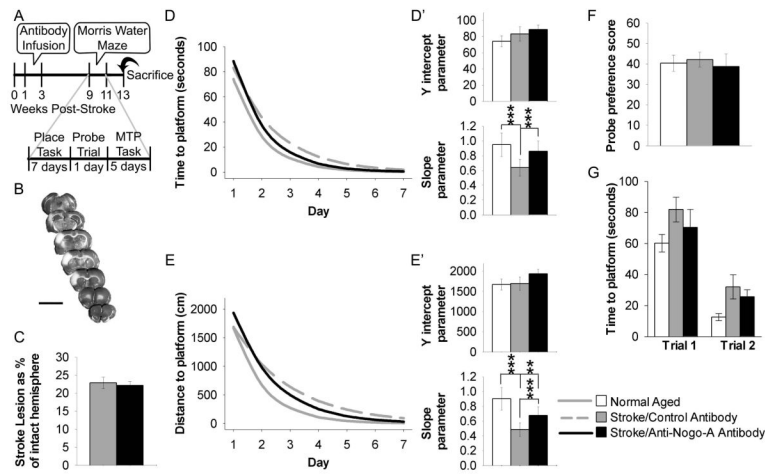 A
Antibody
Infusion
Morris Water
Maze
Sacrifice
0 1 3 9 11 13
Weeks Post-Stroke
Place
Task
Probe
Trial
MTP
Task
7 days
1 day
5 days
B
C
Stroke Lesion as %
of intact hemisphere
30
25
20
15
10
5
0
D
Time to platform (seconds)
100
80
60
40
20
0
1 2 3 4 5 6 7
Day
D'
Y intercept
parameter
100
80
60
40
20
0
Slope
parameter
1.2
1.0
0.8
0.6
0.4
0.2
0
***
***
E
Distance to platform (cm)
2000
1500
1000
500
0
1 2 3 4 5 6 7
Day
E'
Y intercept
parameter
2000
1500
1000
500
0
Slope
parameter
1.0
0.8
0.6
0.4
0.2
0
***
***
***
F
Probe preference score
60
50
40
30
20
10
0
G
Time to platform (seconds)
100
80
60
40
20
0
Trial 1
Trial 2
Normal Aged
Stroke/Control Antibody
Stroke/Anti-Nogo-A Antibody